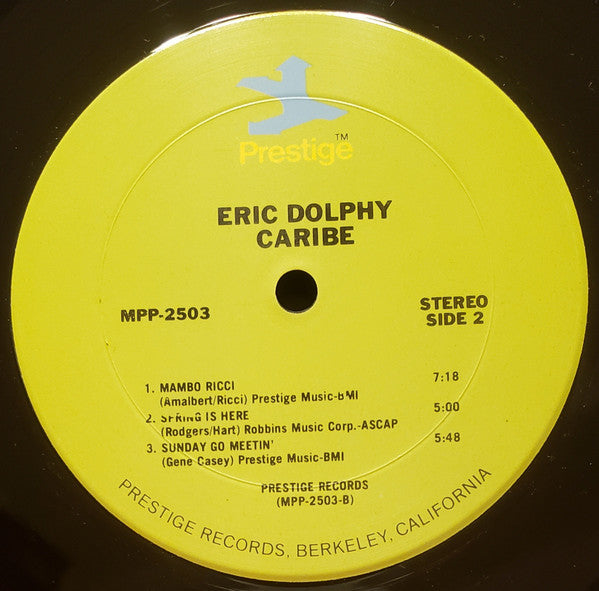 Prestige™
ERIC DOLPHY
CARIBE
MPP-2503
STEREO
SIDE 2
1. MAMBO RICCI 7:18
(Amalbert/Ricci) Prestige Music-BMI
2. SPRING IS HERE 5:00
(Rodgers/Hart) Robbins Music Corp.-ASCAP
3. SUNDAY GO MEETIN' 5:48
(Gene Casey) Prestige Music-BMI
PRESTIGE RECORDS
(MPP-2503-B)
PRESTIGE RECORDS, BERKELEY, CALIFORNIA